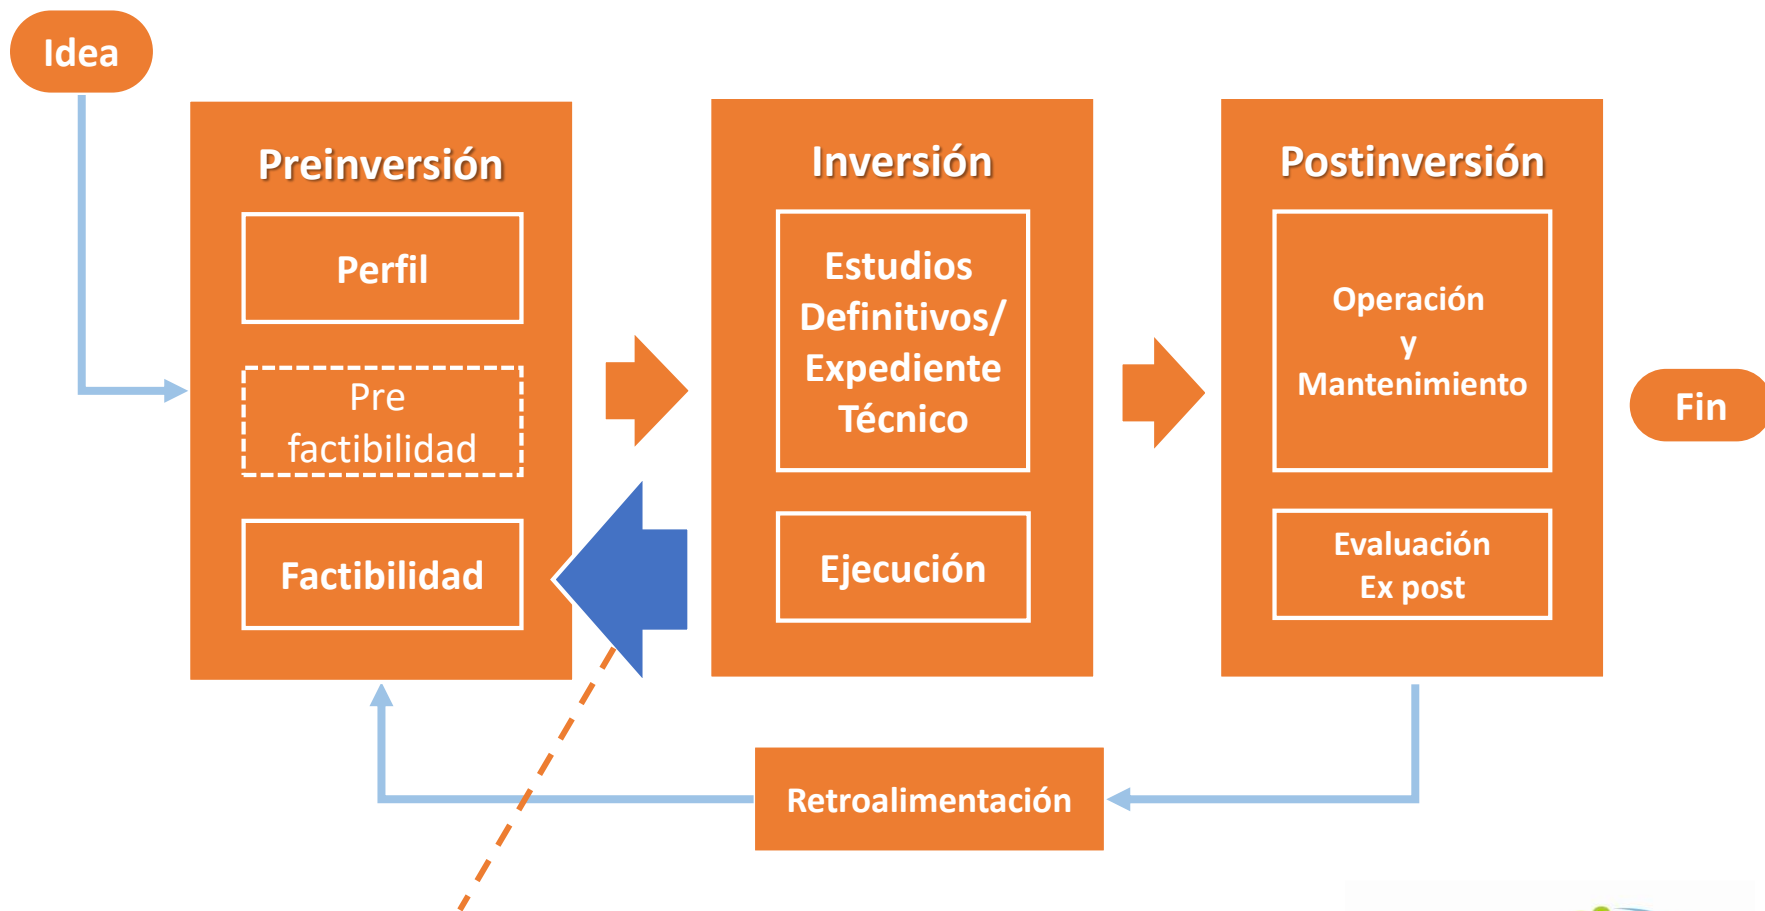 Idea
Preinversión
Perfil
Pre
factibilidad
Factibilidad
Inversión
Estudios
Definitivos/
Expediente
Técnico
Ejecución
Postinversión
Operación
y
Mantenimiento
Evaluación
Ex post
Fin
Retroalimentación